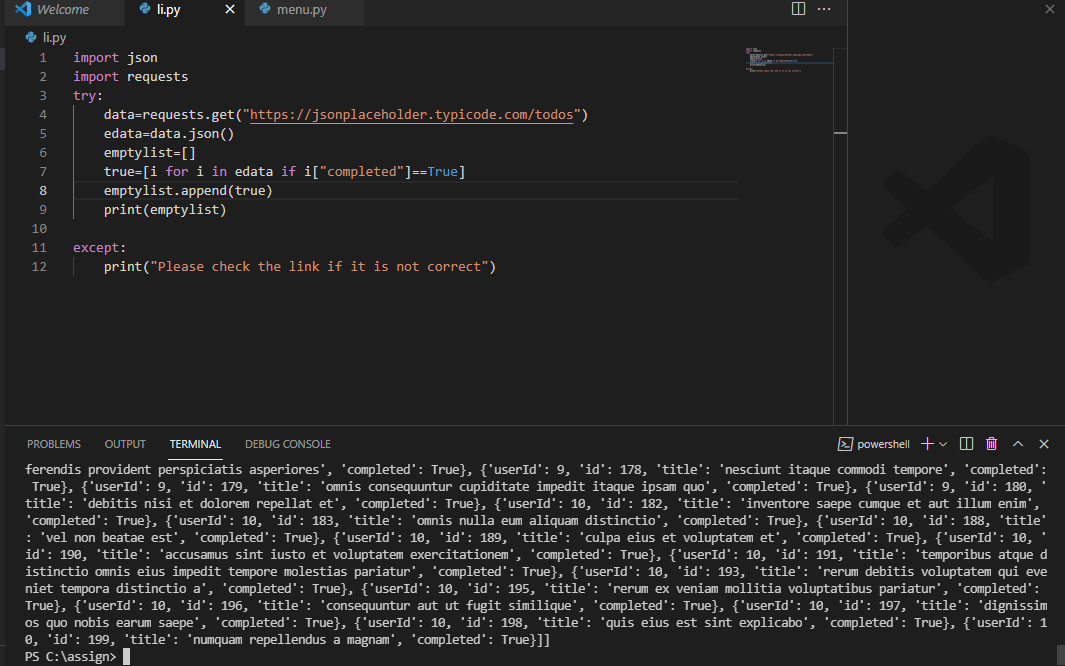 Welcome
li.py
menu.py
li.py
1 import json
2 import requests
3 try:
4     data=requests.get("https://jsonplaceholder.typicode.com/todos")
5     edata=data.json()
6     emptylist=[]
7     true=[i for i in edata if i["completed"]==True]
8     emptylist.append(true)
9     print(emptylist)
10
11 except:
12     print("Please check the link if it is not correct")
PROBLEMS OUTPUT TERMINAL DEBUG CONSOLE
powershell
ferendis provident perspiciatis asperiores', 'completed': True}, {'userId': 9, 'id': 178, 'title': 'nesciunt itaque commodi tempore', 'completed':
 True}, {'userId': 9, 'id': 179, 'title': 'omnis consequuntur cupiditate impedit itaque ipsam quo', 'completed': True}, {'userId': 9, 'id': 180, '
title': 'debitis nisi et dolorem repellat et', 'completed': True}, {'userId': 10, 'id': 182, 'title': 'inventore saepe cumque et aut illum enim',
'completed': True}, {'userId': 10, 'id': 183, 'title': 'omnis nulla eum aliquam distinctio', 'completed': True}, {'userId': 10, 'id': 188, 'title'
: 'vel non beatae est', 'completed': True}, {'userId': 10, 'id': 189, 'title': 'culpa eius et voluptatem et', 'completed': True}, {'userId': 10, '
id': 190, 'title': 'accusamus sint iusto et voluptatem exercitationem', 'completed': True}, {'userId': 10, 'id': 191, 'title': 'temporibus atque d
istinctio omnis eius impedit tempore molestias pariatur', 'completed': True}, {'userId': 10, 'id': 193, 'title': 'rerum debitis voluptatem qui eve
niet tempora distinctio a', 'completed': True}, {'userId': 10, 'id': 195, 'title': 'rerum ex veniam mollitia voluptatibus pariatur', 'completed':
True}, {'userId': 10, 'id': 196, 'title': 'consequuntur aut ut fugit similique', 'completed': True}, {'userId': 10, 'id': 197, 'title': 'dignissim
os quo nobis earum saepe', 'completed': True}, {'userId': 10, 'id': 198, 'title': 'quis eius est sint explicabo', 'completed': True}, {'userId': 1
0, 'id': 199, 'title': 'numquam repellendus a magnam', 'completed': True}]]
PS C:\assign>